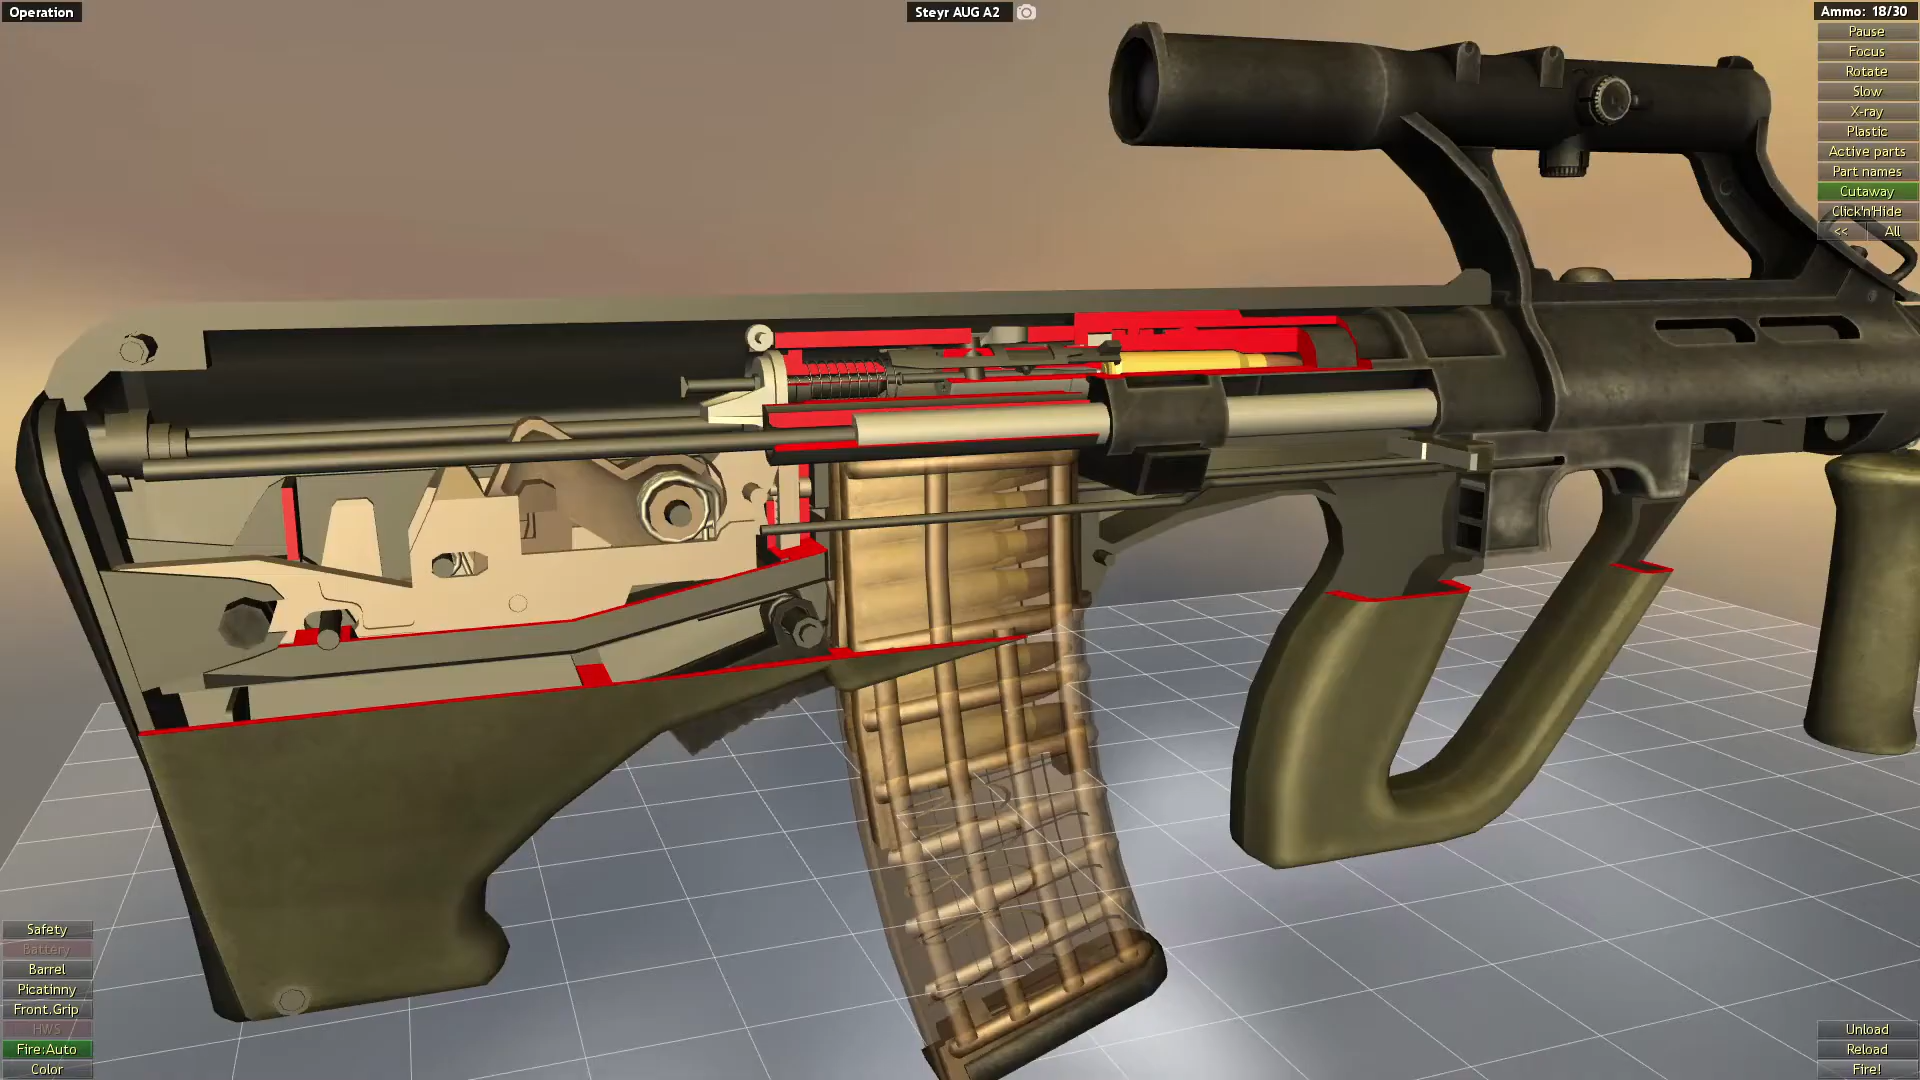 Operation
Steyr AUG A2
Ammo: 18/30
Pause
Focus
Rotate
Slow
X-ray
Plastic
Active parts
Part names
Cutaway
Click'n'Hide
<< All
Safety
Battery
Barrel
Picatinny
Front.Grip
HWS
Fire:Auto
Color
Unload
Reload
Fire!